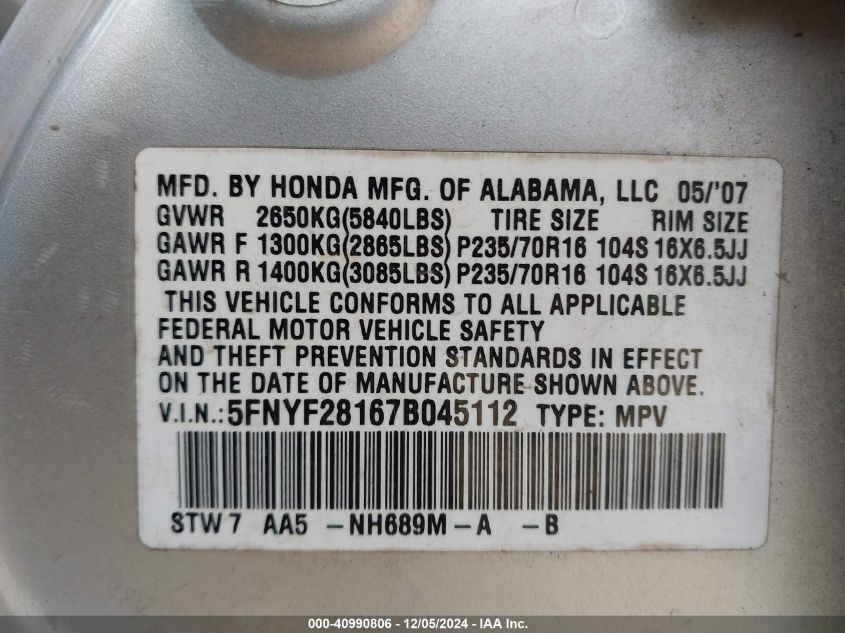 MFD. BY HONDA MFG. OF ALABAMA, LLC 05/'07
GVWR 2650KG(5840LBS) TIRE SIZE RIM SIZE
GAWR F 1300KG(2865LBS) P235/70R16 104S 16X6.5JJ
GAWR R 1400KG(3085LBS) P235/70R16 104S 16X6.5JJ
THIS VEHICLE CONFORMS TO ALL APPLICABLE
FEDERAL MOTOR VEHICLE SAFETY
AND THEFT PREVENTION STANDARDS IN EFFECT
ON THE DATE OF MANUFACTURE SHOWN ABOVE.
V.I.N.: 5FNYF28167B045112 TYPE: MPV
STW 7 AA5 -NH689M-A -B
000-40990806 - 12/05/2024 - IAA Inc.